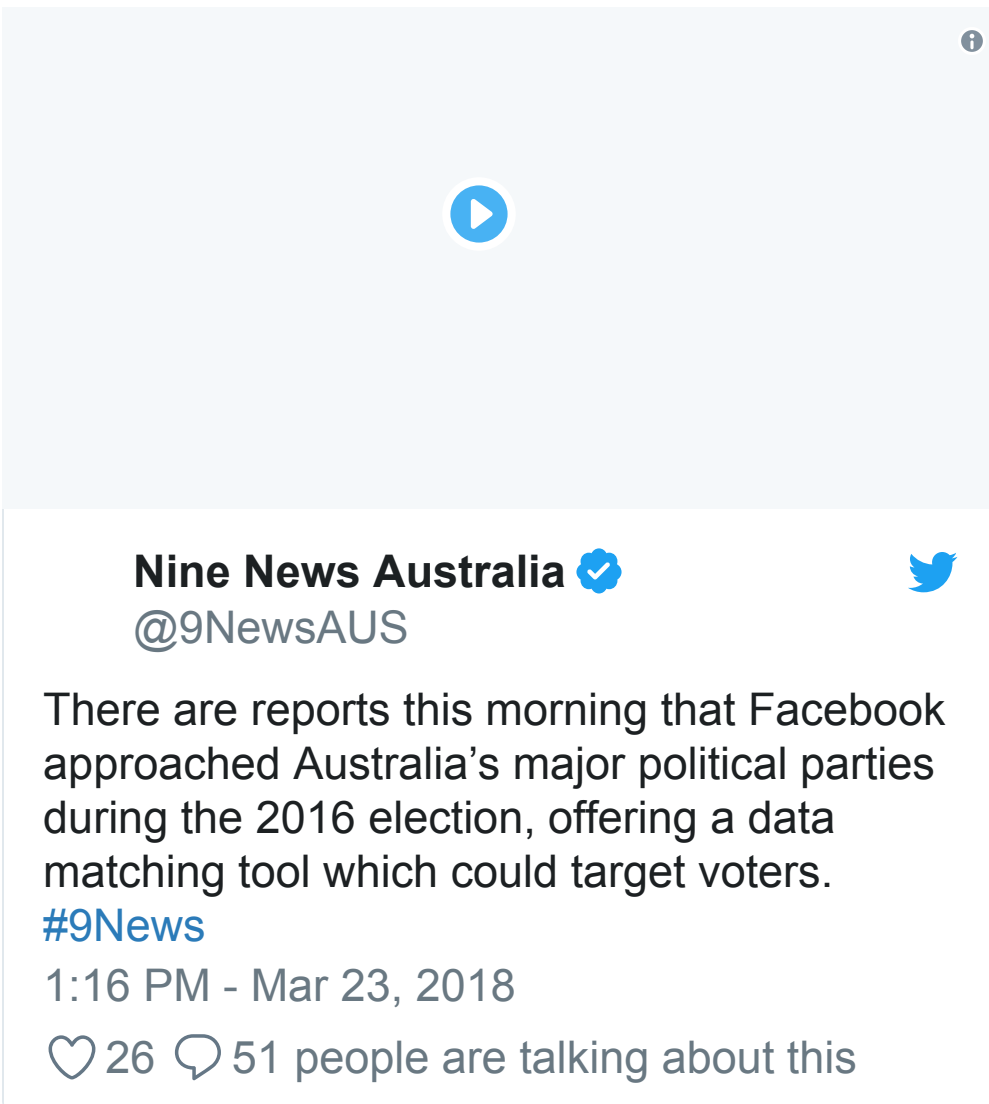 Nine News Australia
@9NewsAUS
There are reports this morning that Facebook
approached Australia’s major political parties
during the 2016 election, offering a data
matching tool which could target voters.
#9News
1:16 PM - Mar 23, 2018
26 51 people are talking about this